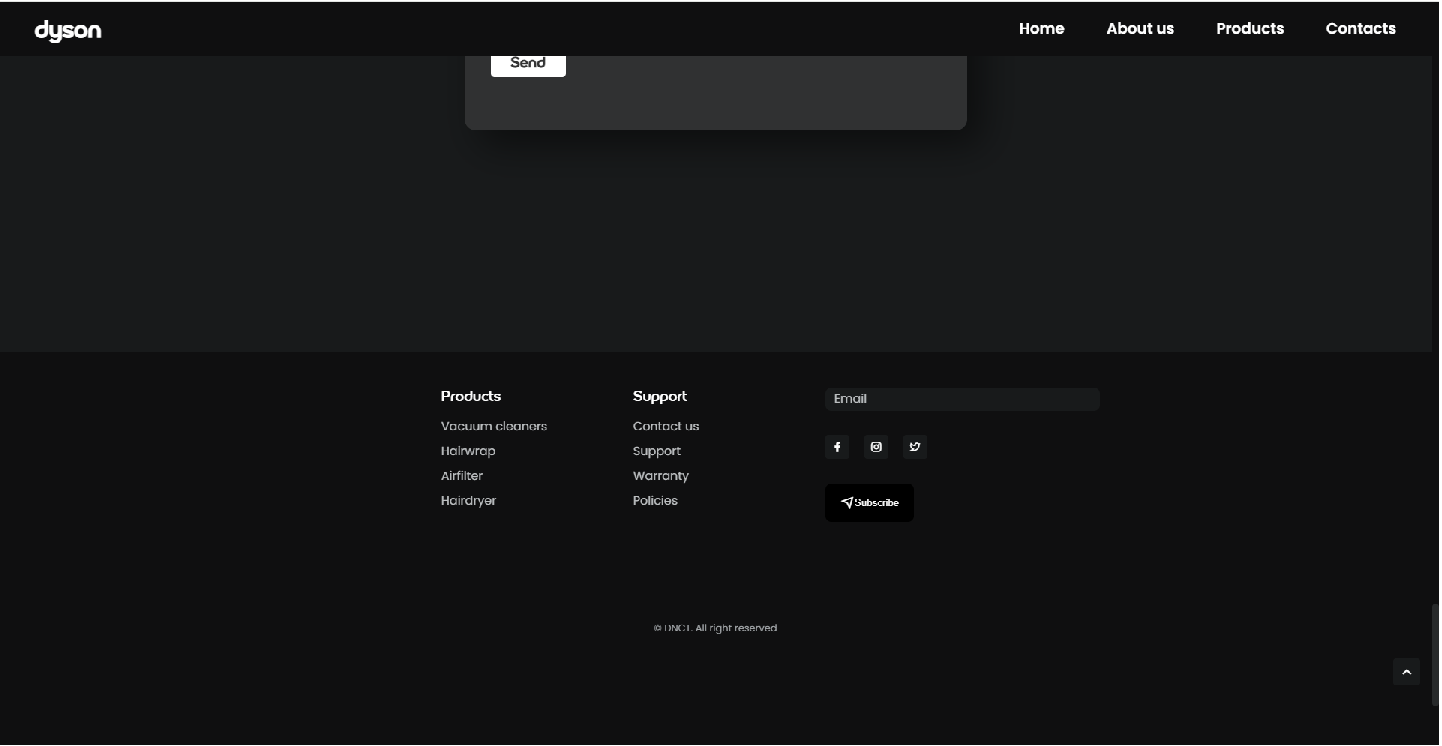 dyson
Home About us Products Contacts
Send
Products
Vacuum cleaners
Hairwrap
Airfilter
Hairdryer
Support
Contact us
Support
Warranty
Policies
Email
Subscribe
© DNCT. All right reserved